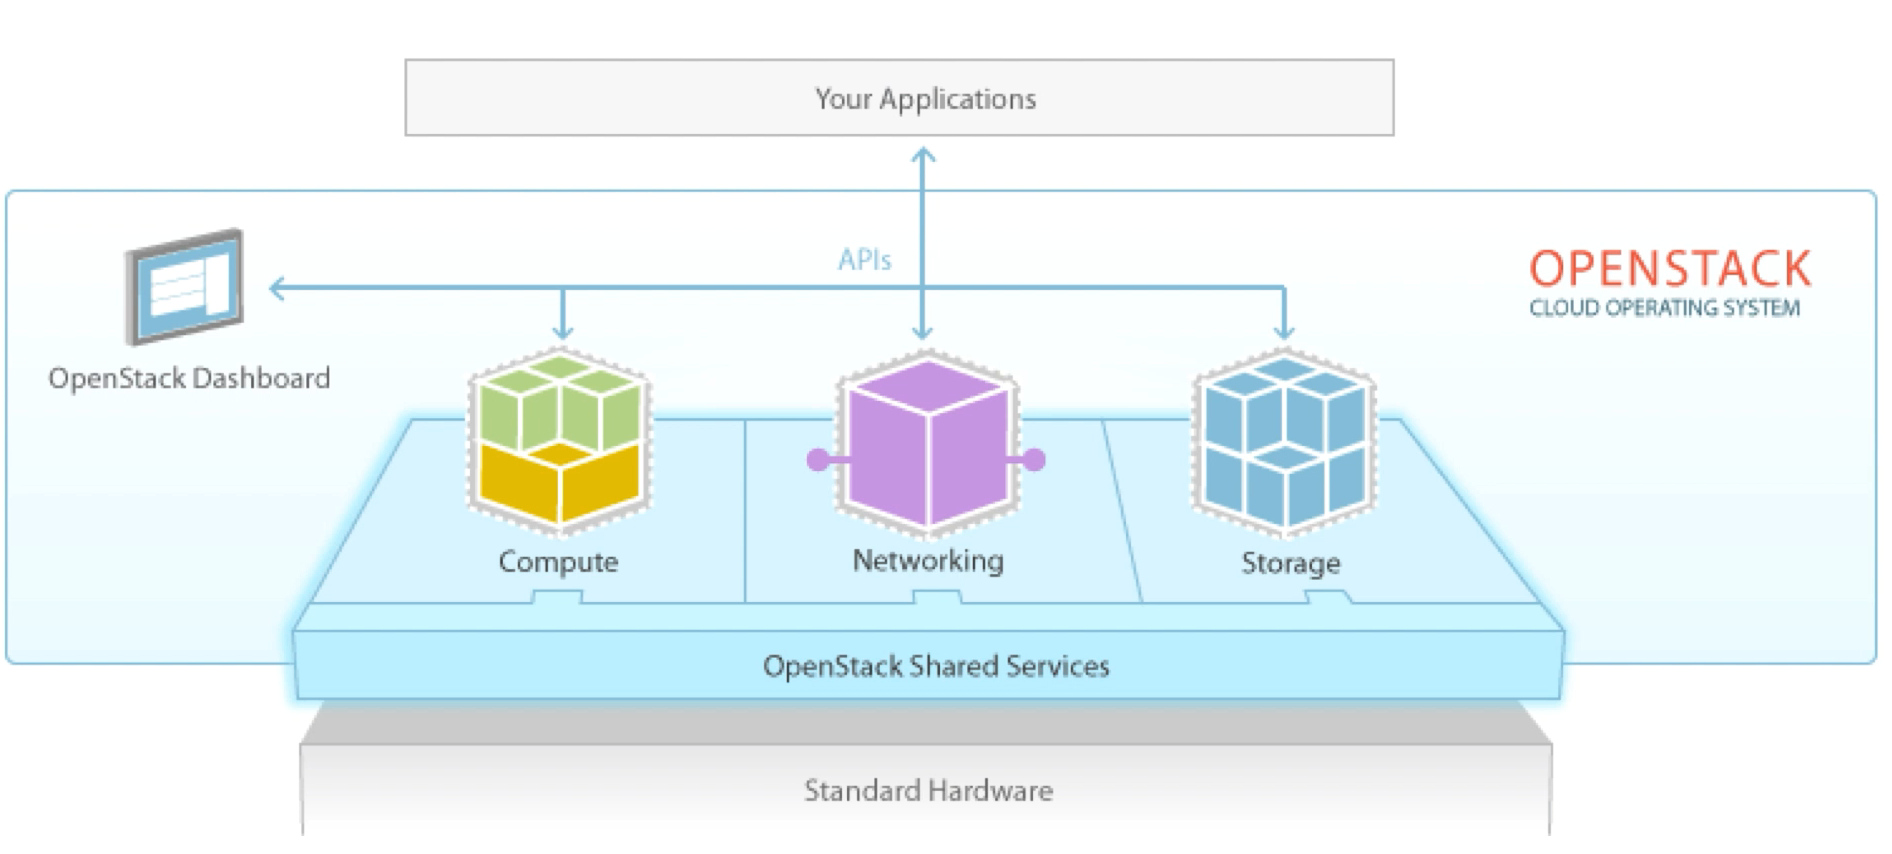 Your Applications
APIs
OPENSTACK
CLOUD OPERATING SYSTEM
OpenStack Dashboard
Compute
Networking
Storage
OpenStack Shared Services
Standard Hardware